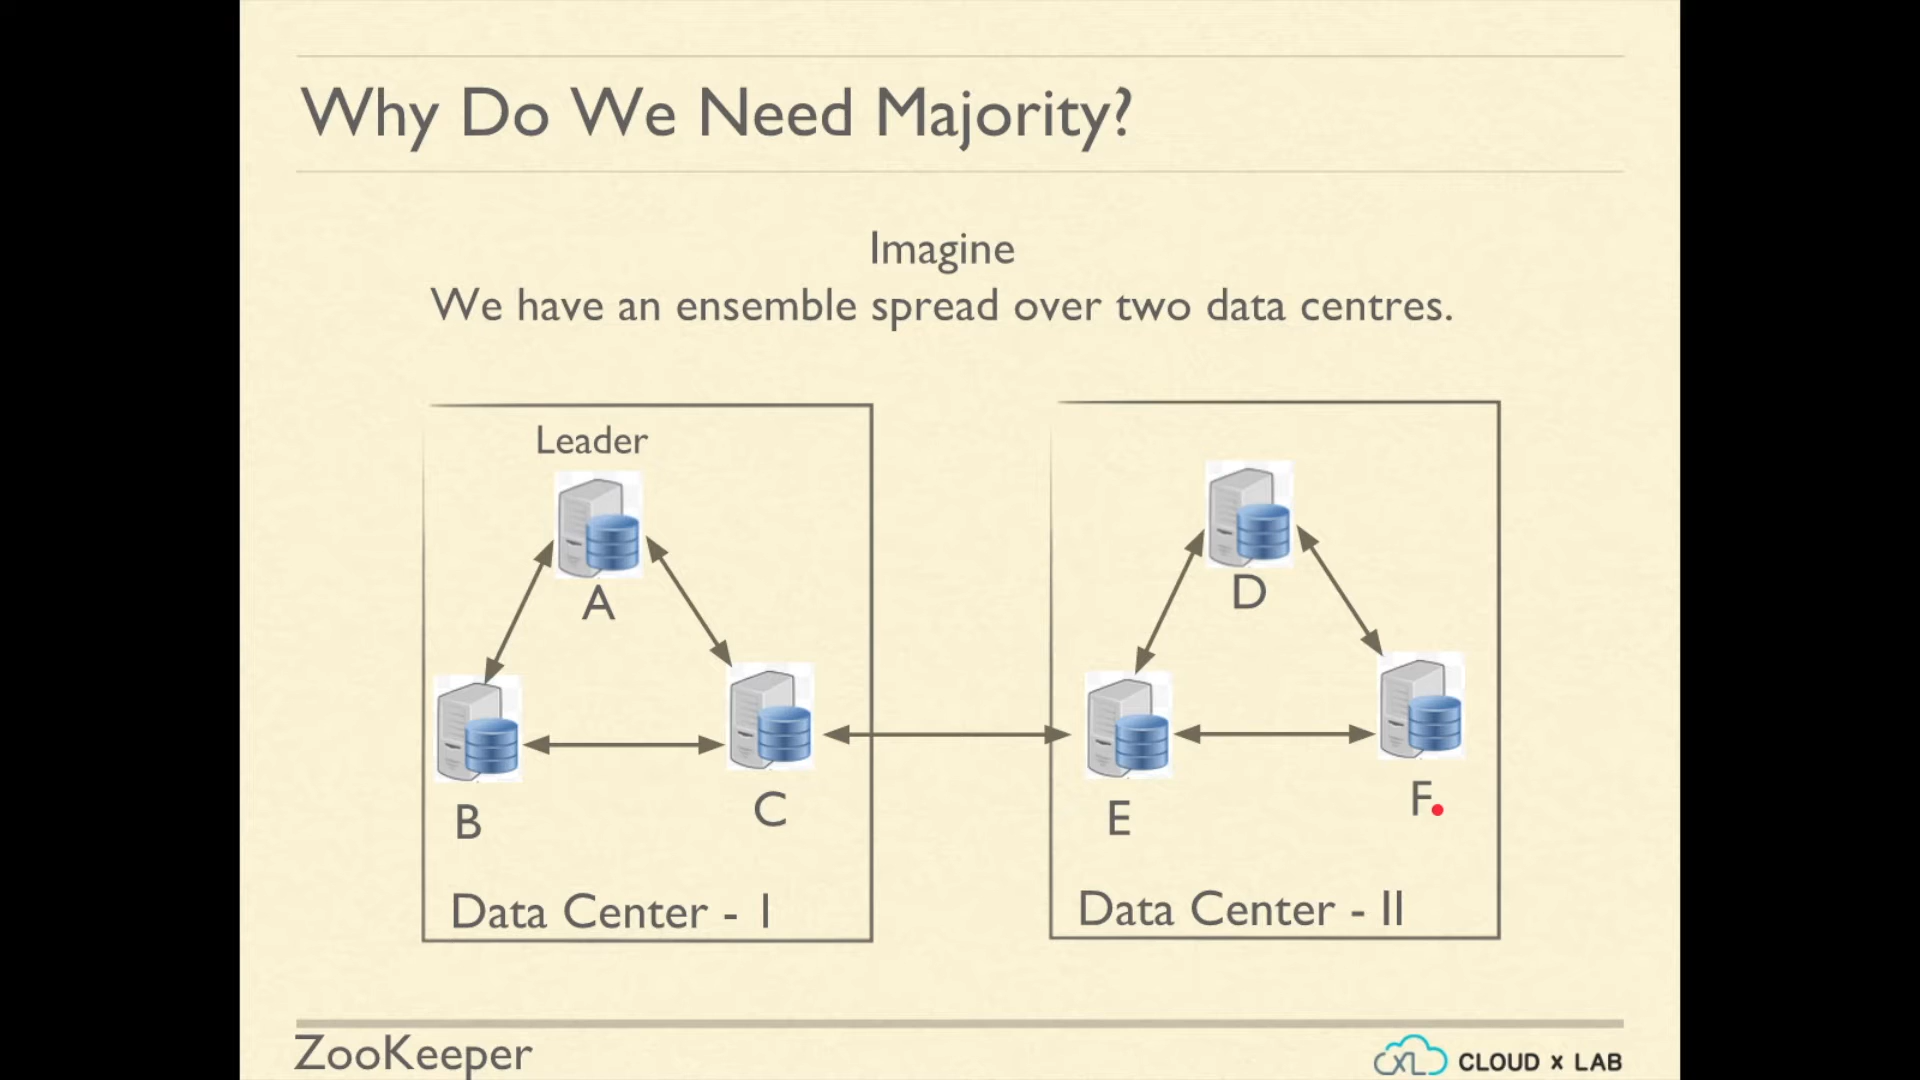 Why Do We Need Majority?
Imagine
We have an ensemble spread over two data centres.
Leader
A
B
C
Data Center - I
D
E
F
Data Center - II
ZooKeeper
CXL CLOUD x LAB